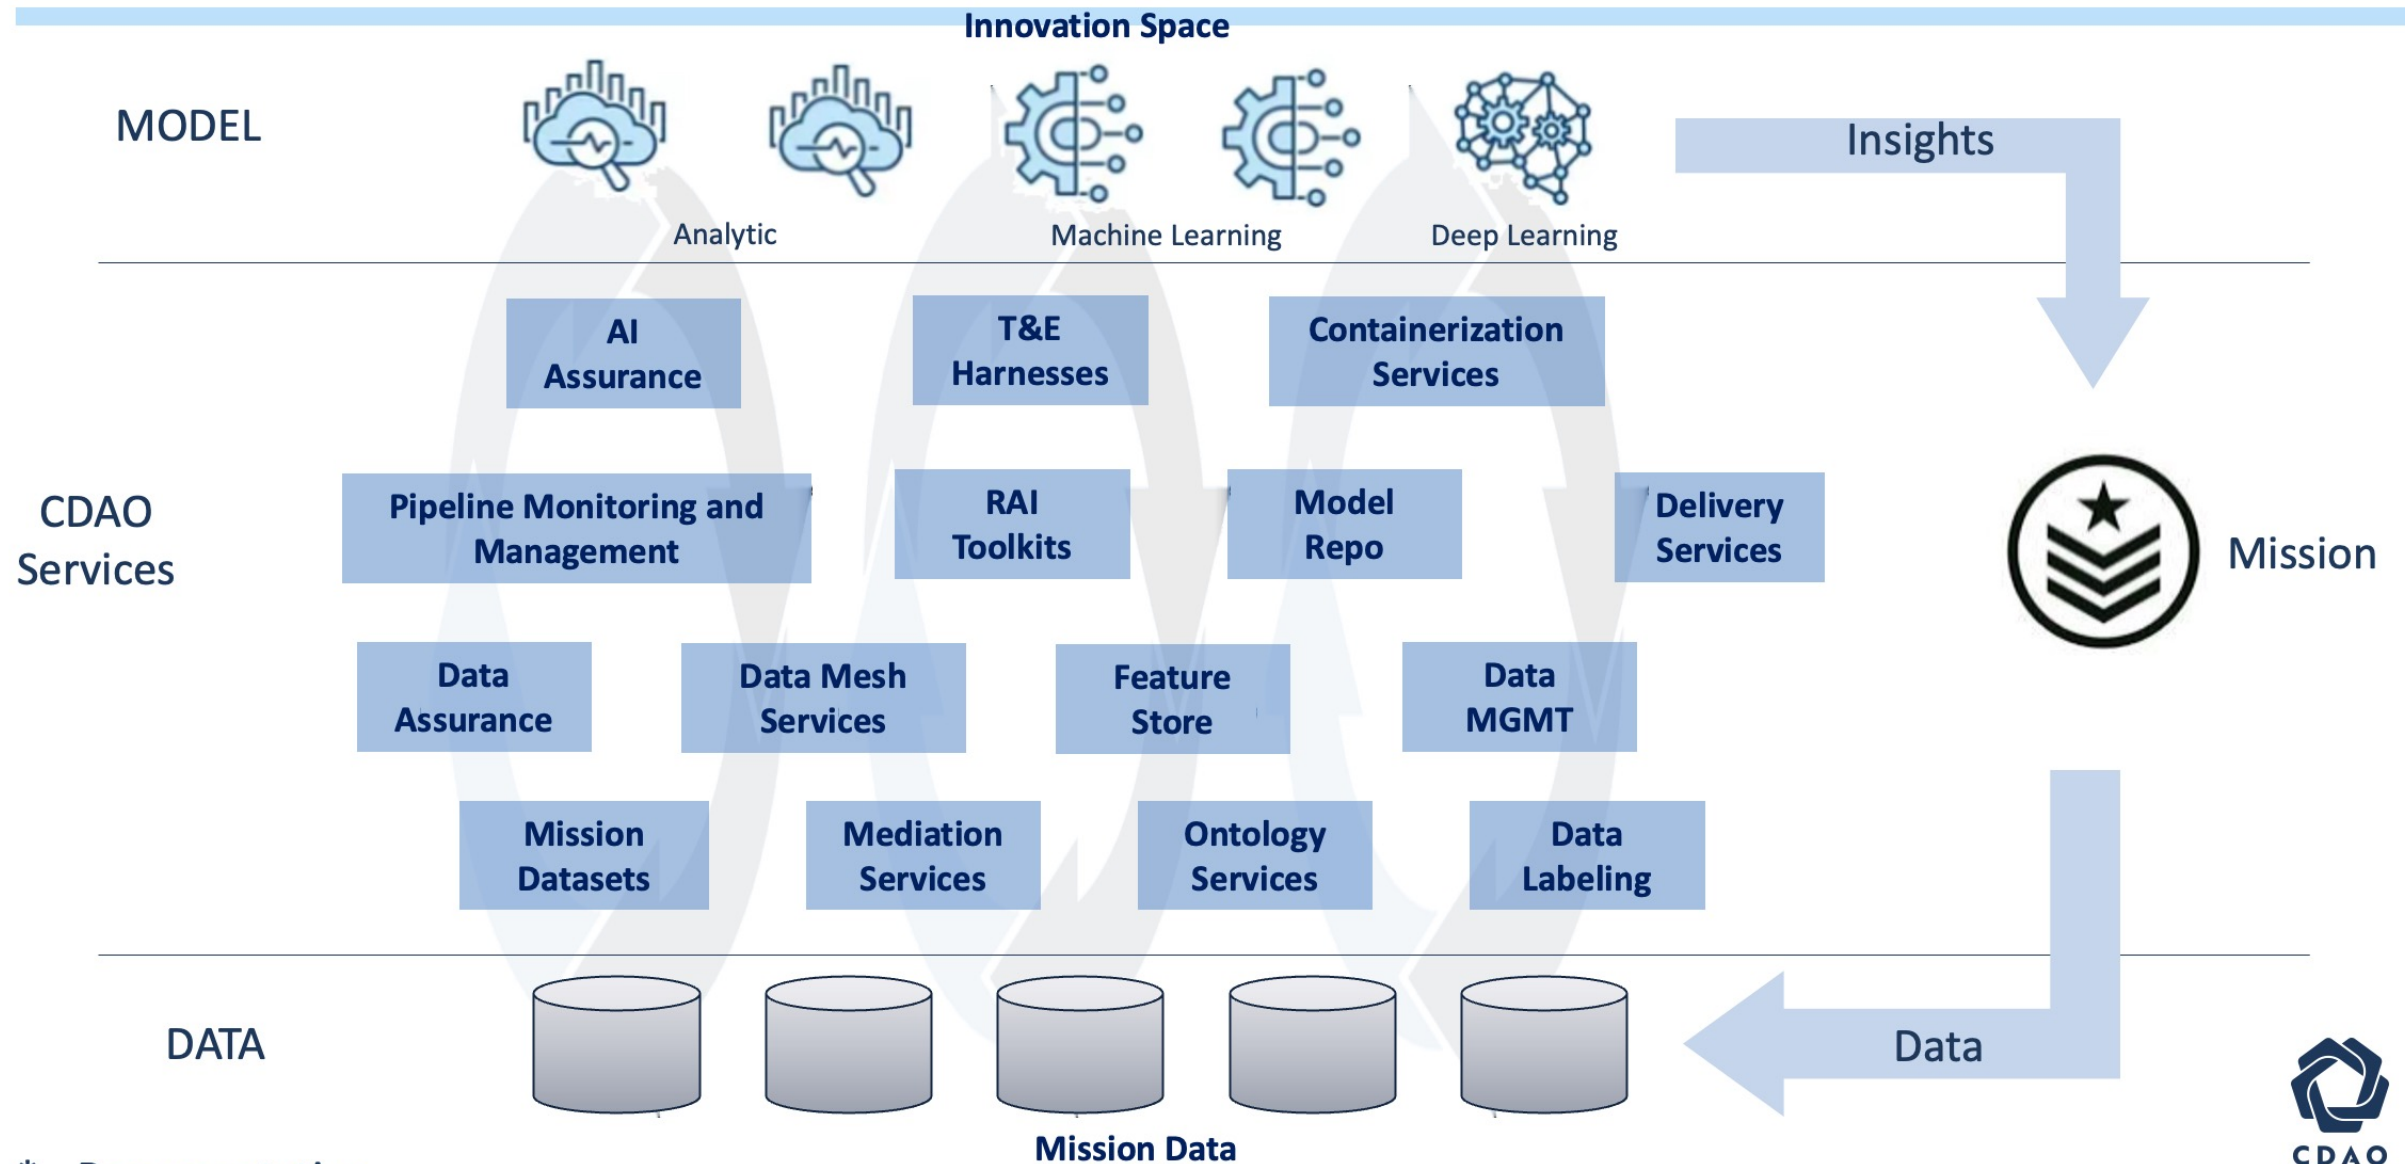 Innovation Space
MODEL
Insights
Analytic
Machine Learning
Deep Learning
AI
Assurance
T&E
Harnesses
Containerization
Services
CDAO
Services
Pipeline Monitoring and
Management
RAI
Toolkits
Model
Repo
Delivery
Services
Mission
Data
Assurance
Data Mesh
Services
Feature
Store
Data
MGMT
Mission
Datasets
Mediation
Services
Ontology
Services
Data
Labeling
DATA
Data
Mission Data
CDAO